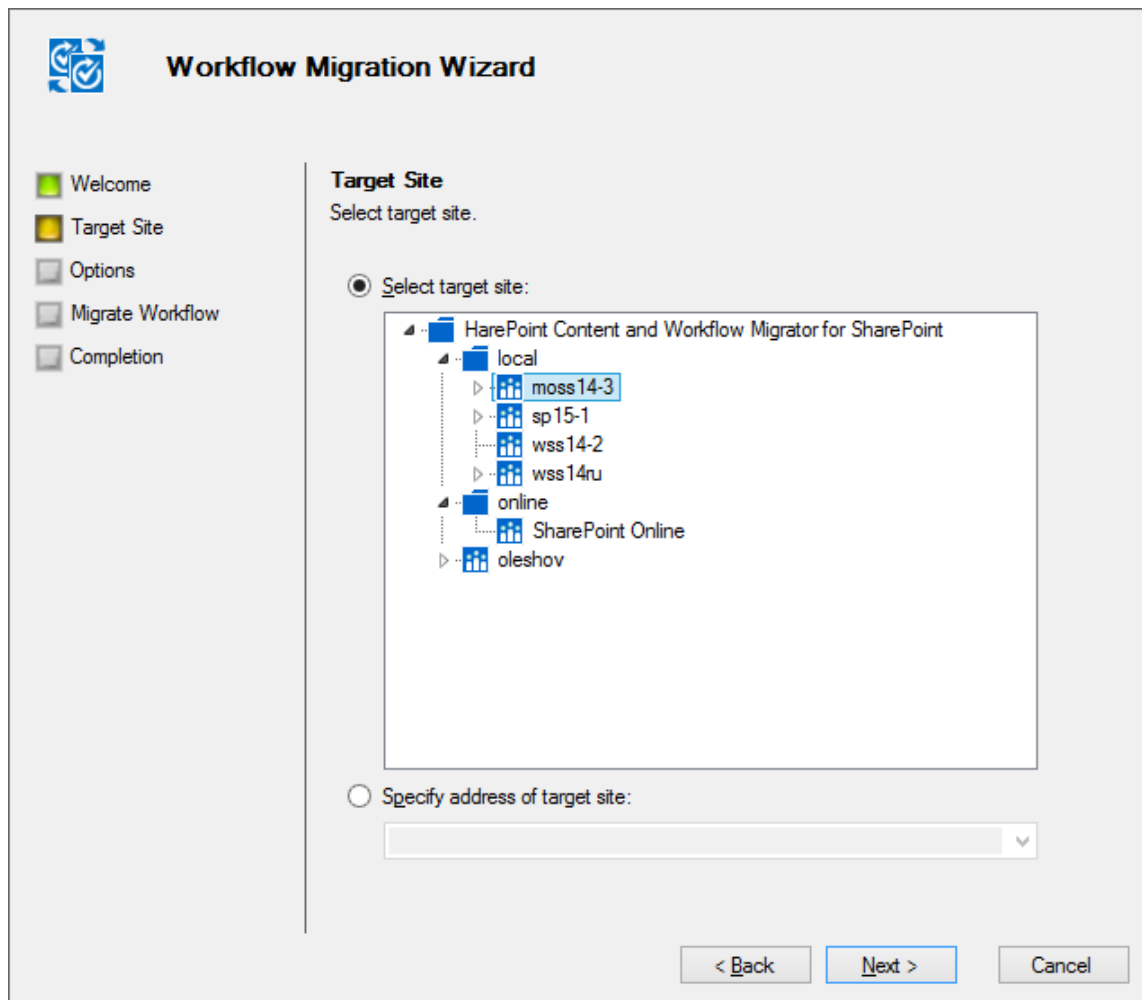 Workflow Migration Wizard
Welcome
Target Site
Options
Migrate Workflow
Completion
Target Site
Select target site.
Select target site:
HarePoint Content and Workflow Migrator for SharePoint
local
moss14-3
sp15-1
wss14-2
wss14ru
online
SharePoint Online
oleshov
Specify address of target site:
< Back
Next >
Cancel